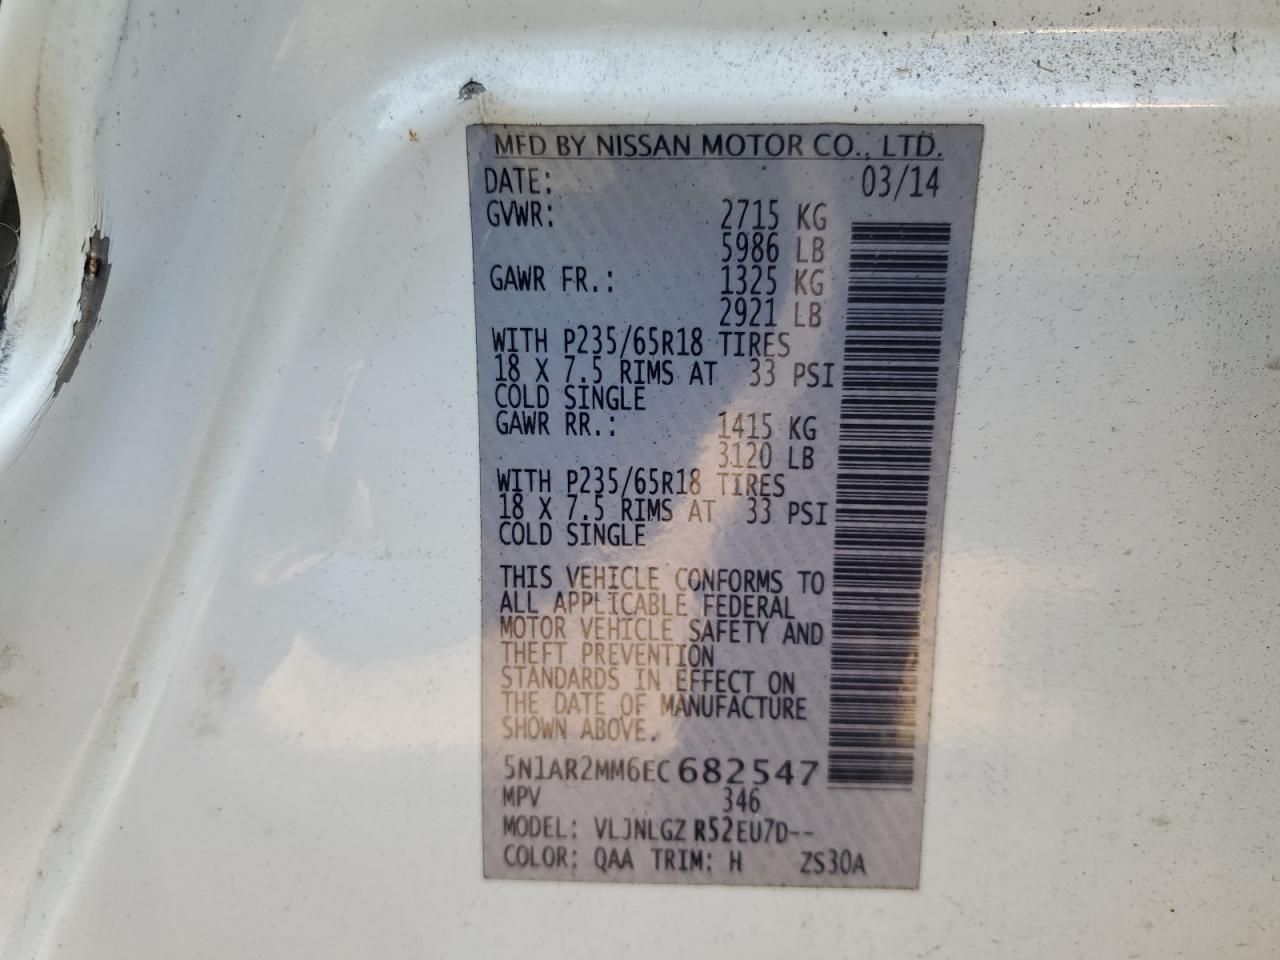 MFD BY NISSAN MOTOR CO., LTD.
DATE: 03/14
GVWR: 2715 KG
5986 LB
GAWR FR.: 1325 KG
2921 LB
WITH P235/65R18 TIRES
18 X 7.5 RIMS AT 33 PSI
COLD SINGLE
GAWR RR.: 1415 KG
3120 LB
WITH P235/65R18 TIRES
18 X 7.5 RIMS AT 33 PSI
COLD SINGLE
THIS VEHICLE CONFORMS TO
ALL APPLICABLE FEDERAL
MOTOR VEHICLE SAFETY AND
THEFT PREVENTION
STANDARDS IN EFFECT ON
THE DATE OF MANUFACTURE
SHOWN ABOVE.
5N1AR2MM6EC682547
MPV 346
MODEL: VLJNLGZ R52EU7D--
COLOR: QAA TRIM: H ZS30A